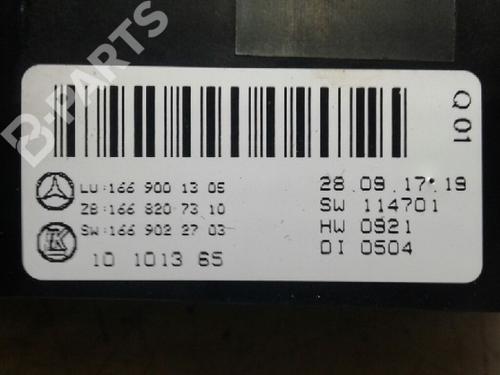 B-PARTS
Q 01
LU:166 900 13 05
ZB:166 820 73 10
SW:166 902 27 03
10 1013 65
28.09.17*19
SW 114701
HW 0921
DI 0504